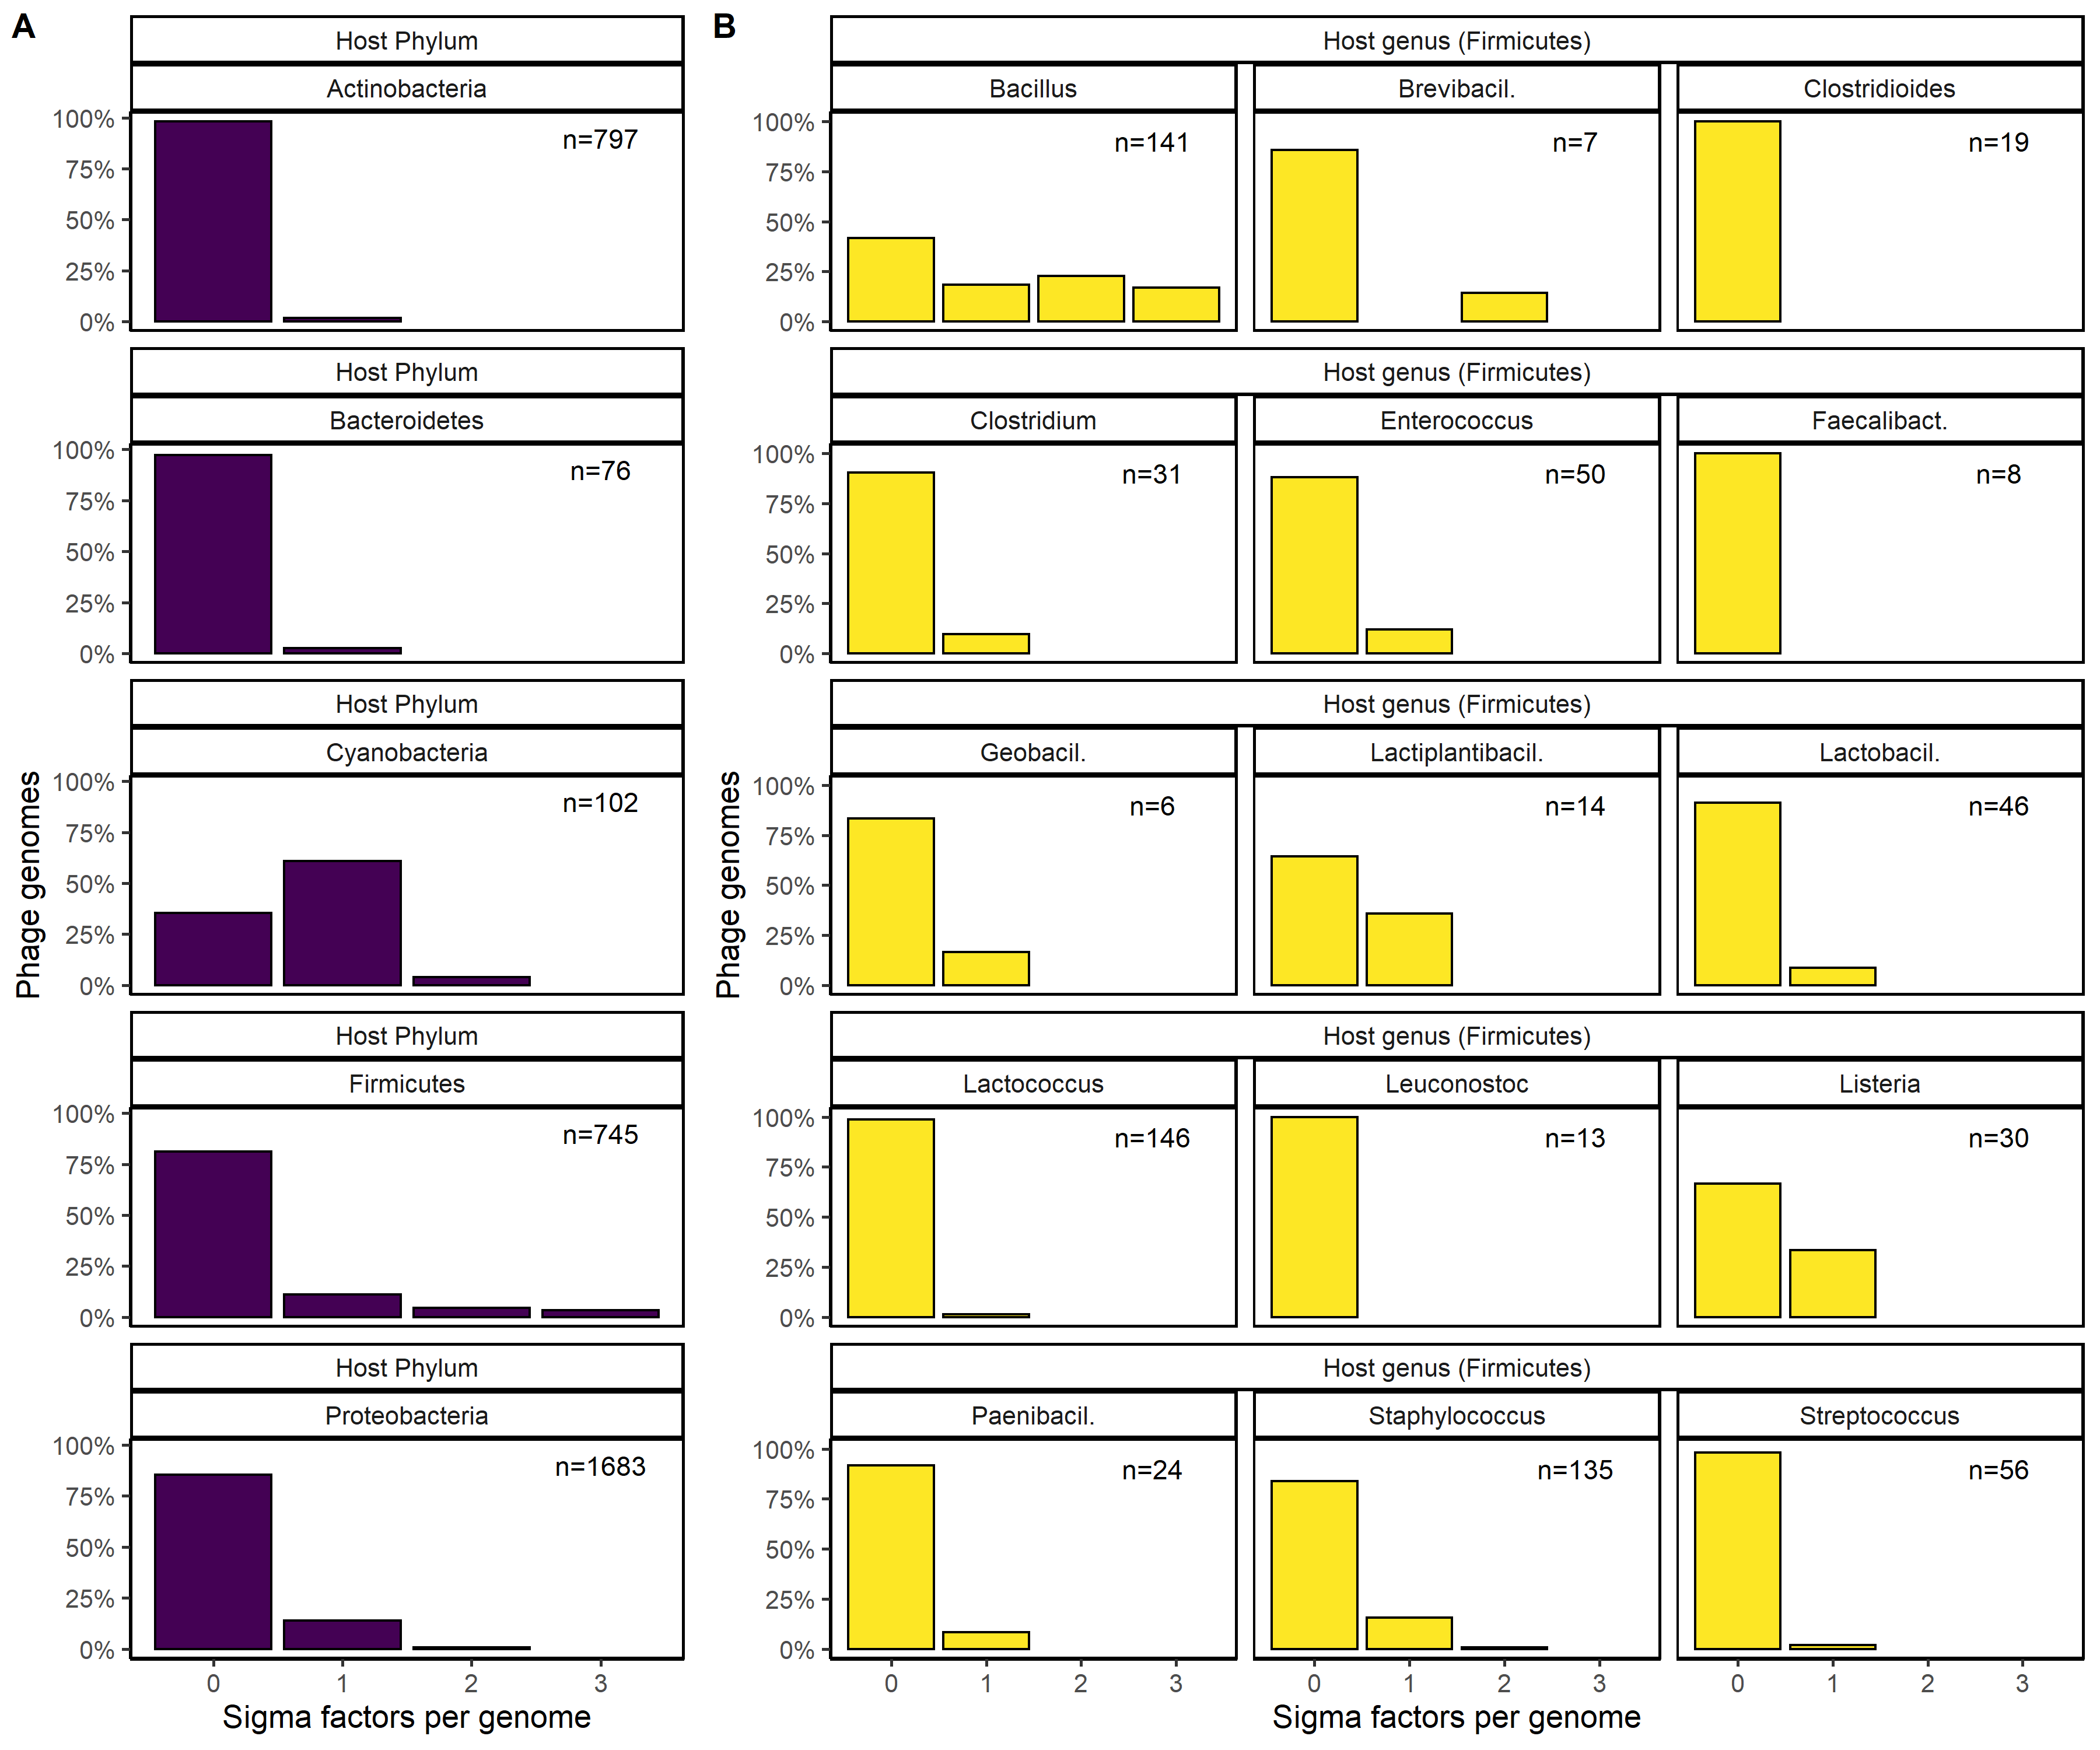 A
Host Phylum
Actinobacteria
100%
75%
50%
25%
0%
n=797
Host Phylum
Bacteroidetes
100%
75%
50%
25%
0%
n=76
Host Phylum
Cyanobacteria
100%
75%
50%
25%
0%
n=102
Host Phylum
Firmicutes
100%
75%
50%
25%
0%
n=745
Host Phylum
Proteobacteria
100%
75%
50%
25%
0%
n=1683
0 1 2 3
Sigma factors per genome
Phage genomes
B
Host genus (Firmicutes)
Bacillus Brevibacil. Clostridioides
100%
75%
50%
25%
0%
n=141 n=7 n=19
Host genus (Firmicutes)
Clostridium Enterococcus Faecalibact.
100%
75%
50%
25%
0%
n=31 n=50 n=8
Host genus (Firmicutes)
Geobacil. Lactiplantibacil. Lactobacil.
100%
75%
50%
25%
0%
n=6 n=14 n=46
Host genus (Firmicutes)
Lactococcus Leuconostoc Listeria
100%
75%
50%
25%
0%
n=146 n=13 n=30
Host genus (Firmicutes)
Paenibacil. Staphylococcus Streptococcus
100%
75%
50%
25%
0%
n=24 n=135 n=56
0 1 2 3 0 1 2 3 0 1 2 3
Sigma factors per genome
Phage genomes